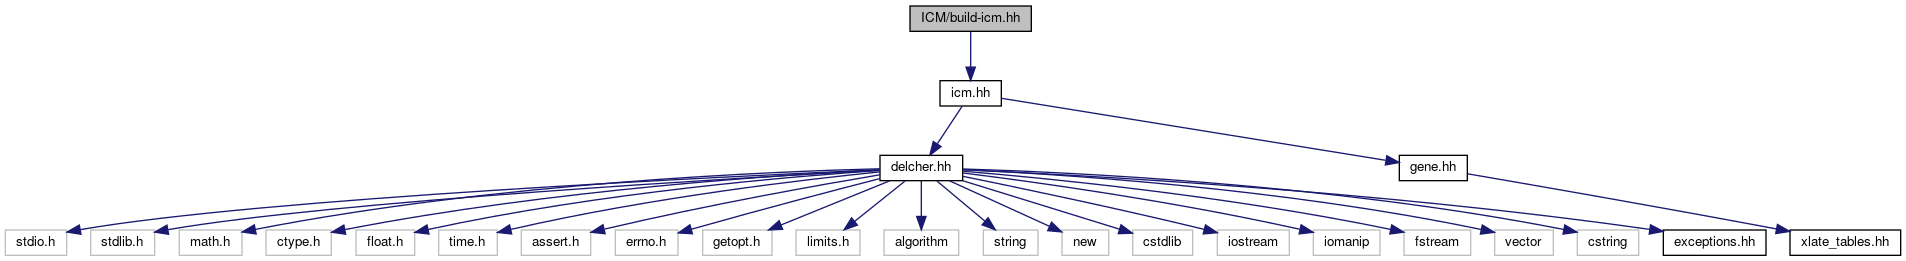 ICM/build-icm.hh
icm.hh
delcher.hh
gene.hh
stdio.h
stdlib.h
math.h
ctype.h
float.h
time.h
assert.h
errno.h
getopt.h
limits.h
algorithm
string
new
cstdlib
iostream
iomanip
fstream
vector
cstring
exceptions.hh
xlate_tables.hh